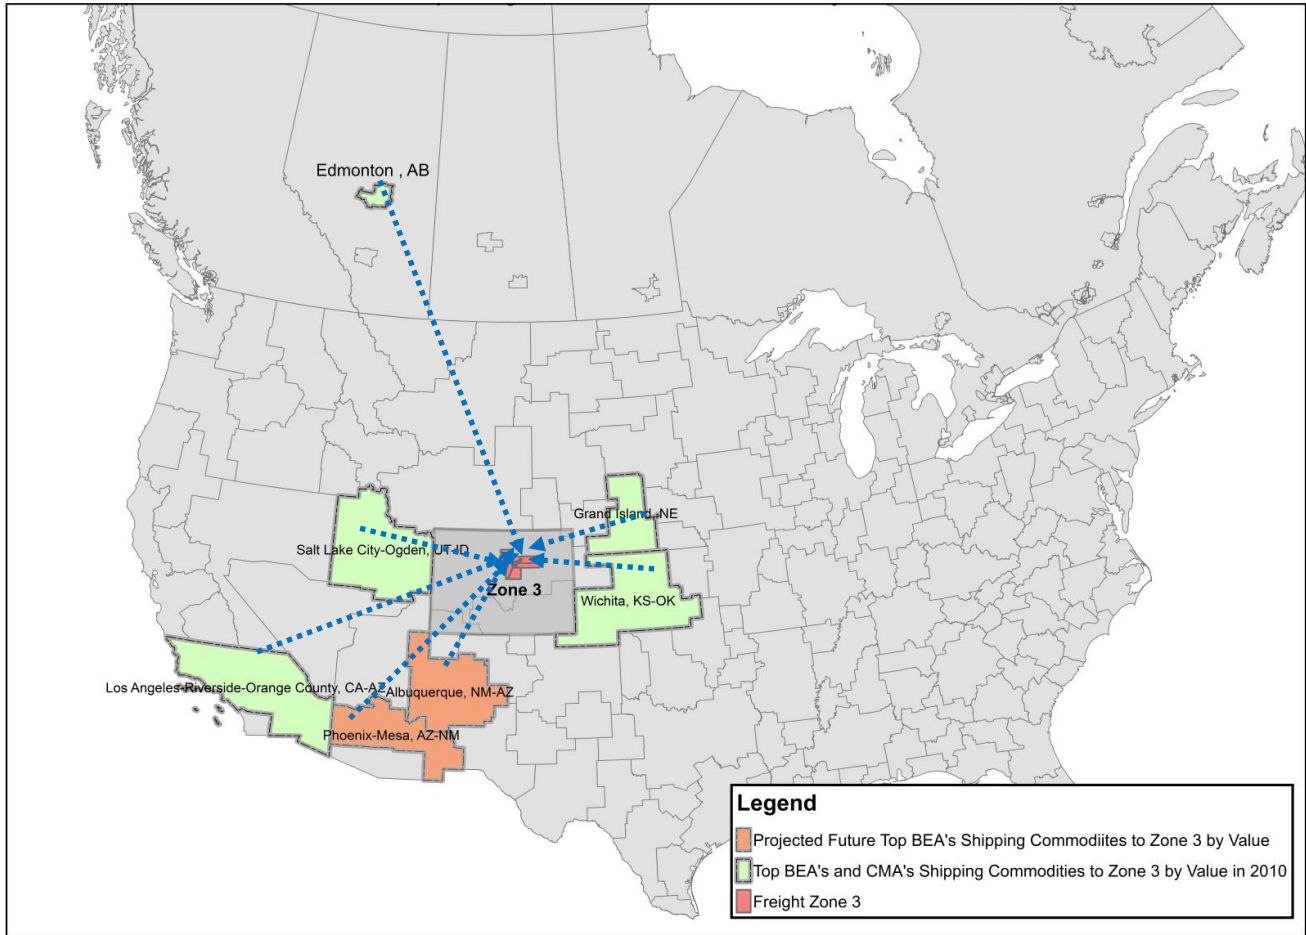 Edmonton , AB
Grand Island, NE
Salt Lake City-Ogden, UT-ID
Zone 3
Wichita, KS-OK
Los Angeles-Riverside-Orange County, CA-AZ
Albuquerque, NM-AZ
Phoenix-Mesa, AZ-NM
Legend
Projected Future Top BEA's Shipping Commodiites to Zone 3 by Value
Top BEA's and CMA's Shipping Commodities to Zone 3 by Value in 2010
Freight Zone 3